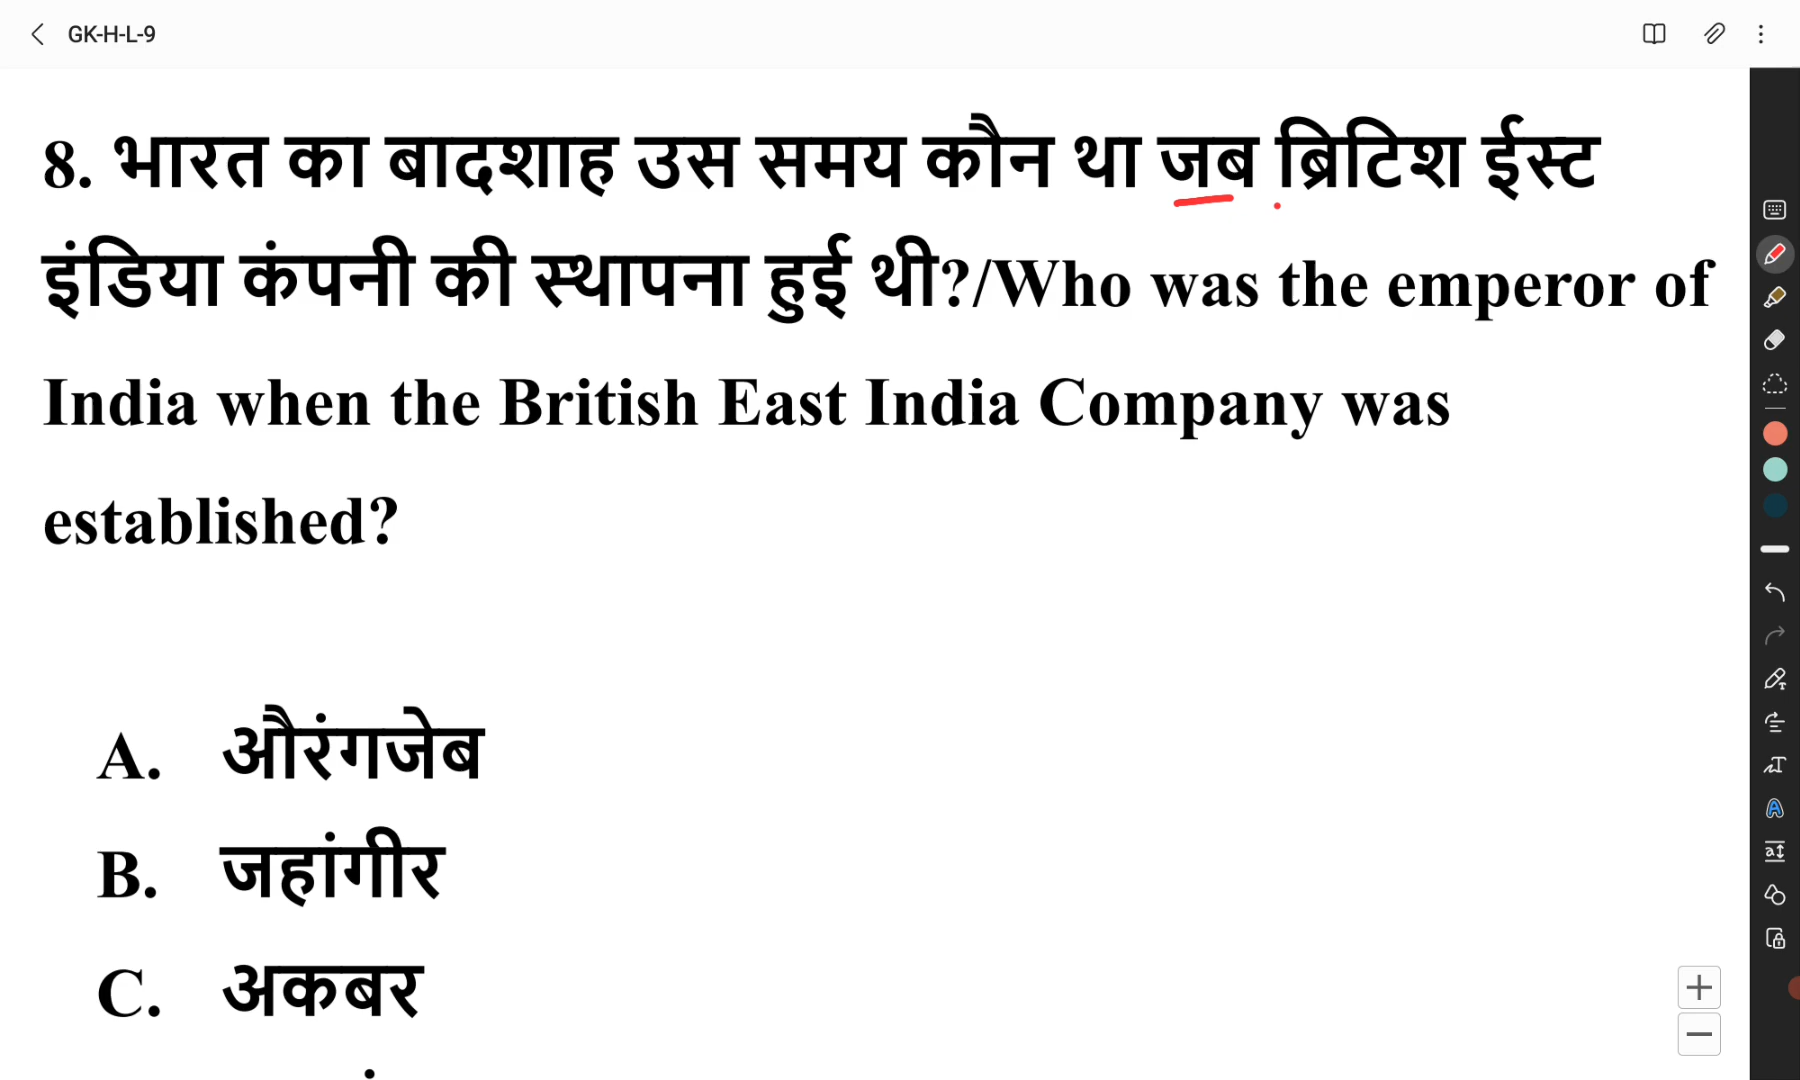 GK-H-L-9
8. भारत का बादशाह उस समय कौन था जब ब्रिटिश ईस्ट
इंडिया कंपनी की स्थापना हुई थी?/Who was the emperor of
India when the British East India Company was
established?
A. औरंगजेब
B. जहांगीर
C. अकबर